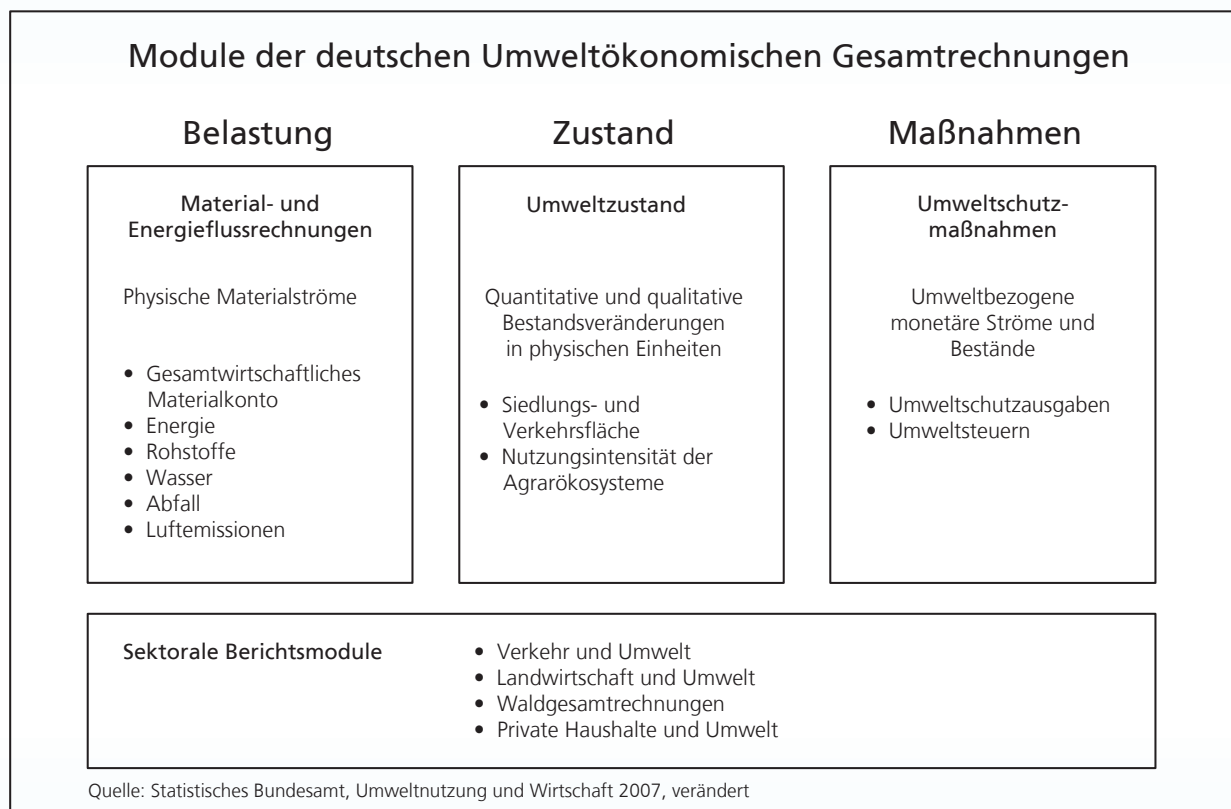 Module der deutschen Umweltökonomischen Gesamtrechnungen
Belastung
Material- und
Energieflussrechnungen
Physische Materialströme
• Gesamtwirtschaftliches
Materialkonto
• Energie
• Rohstoffe
• Wasser
• Abfall
• Luftemissionen
Zustand
Umweltzustand
Quantitative und qualitative
Bestandsveränderungen
in physischen Einheiten
• Siedlungs- und
Verkehrsfläche
• Nutzungsintensität der
Agrarökosysteme
Maßnahmen
Umweltschutz-
maßnahmen
Umweltbezogene
monetäre Ströme und
Bestände
• Umweltschutzausgaben
• Umweltsteuern
Sektorale Berichtsmodule
• Verkehr und Umwelt
• Landwirtschaft und Umwelt
• Waldgesamtrechnungen
• Private Haushalte und Umwelt
Quelle: Statistisches Bundesamt, Umweltnutzung und Wirtschaft 2007, verändert